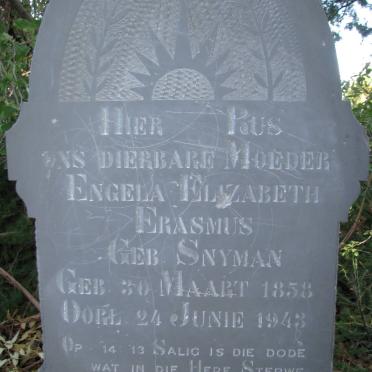 HIER RUS
ONS DIERBARE MOEDER
ENGELA ELIZABETH
ERASMUS
GEB SNYMAN
GEB 30 MAART 1858
OORL 24 JUNIE 1943
OP 14 13 SALIG IS DIE DODE
WAT IN DIE HERE STERWE